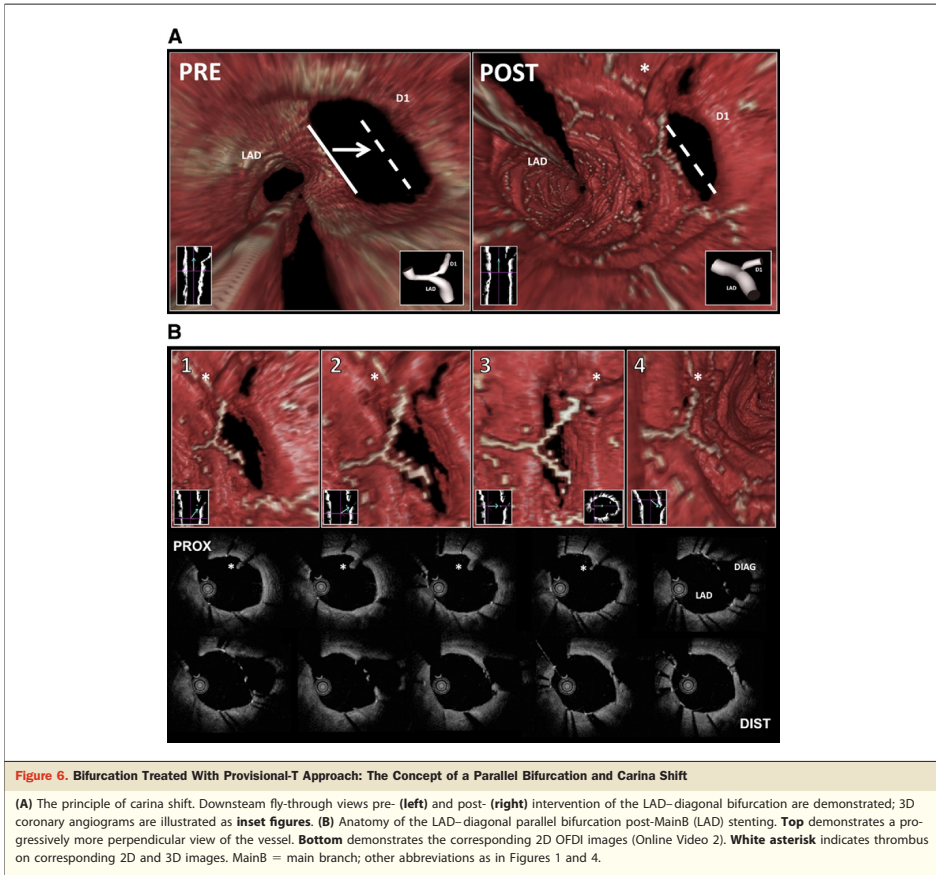 A
PRE
D1
LAD
D1
LAD
POST
*
D1
LAD
D1
LAD
B
1
*
2
*
3
*
4
*
PROX
*
*
*
*
DIAG
LAD
DIST
Figure 6. Bifurcation Treated With Provisional-T Approach: The Concept of a Parallel Bifurcation and Carina Shift
(A) The principle of carina shift. Downsteam fly-through views pre- (left) and post- (right) intervention of the LAD–diagonal bifurcation are demonstrated; 3D
coronary angiograms are illustrated as inset figures. (B) Anatomy of the LAD–diagonal parallel bifurcation post-MainB (LAD) stenting. Top demonstrates a pro-
gressively more perpendicular view of the vessel. Bottom demonstrates the corresponding 2D OFDI images (Online Video 2). White asterisk indicates thrombus
on corresponding 2D and 3D images. MainB = main branch; other abbreviations as in Figures 1 and 4.